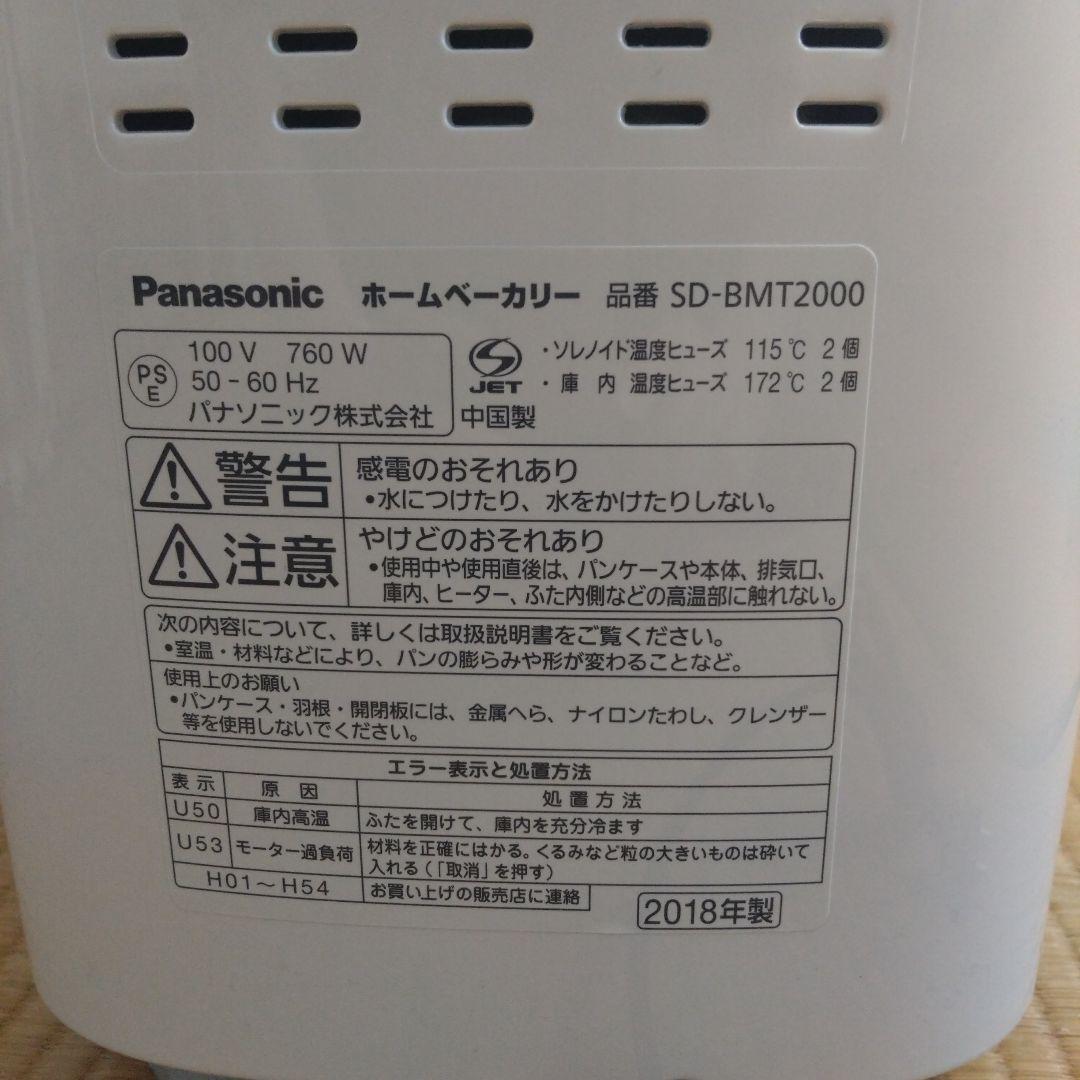 Panasonic ホームベーカリー 品番 SD-BMT2000
PS
E
100 V 760 W
50 - 60 Hz
パナソニック株式会社
JET
・ソレノイド温度ヒューズ 115℃ 2個
・庫内 温度ヒューズ 172℃ 2個
中国製
警告
感電のおそれあり
●水につけたり、水をかけたりしない。
注意
やけどのおそれあり
●使用中や使用直後は、パンケースや本体、排気口、
庫内、ヒーター、ふた内側などの高温部に触れない。
次の内容について、詳しくは取扱説明書をご覧ください。
●室温・材料などにより、パンの膨らみや形が変わることなど。
使用上のお願い
●パンケース・羽根・開閉板には、金属へら、ナイロンたわし、クレンザー
等を使用しないでください。
エラー表示と処置方法
表示 原因 処置方法
U50 庫内高温 ふたを開けて、庫内を充分冷ます
U53 モーター過負荷 材料を正確にはかる。くるみなど粒の大きいものは砕いて
入れる(「取消」を押す)
H01〜H54 お買い上げの販売店に連絡
2018年製